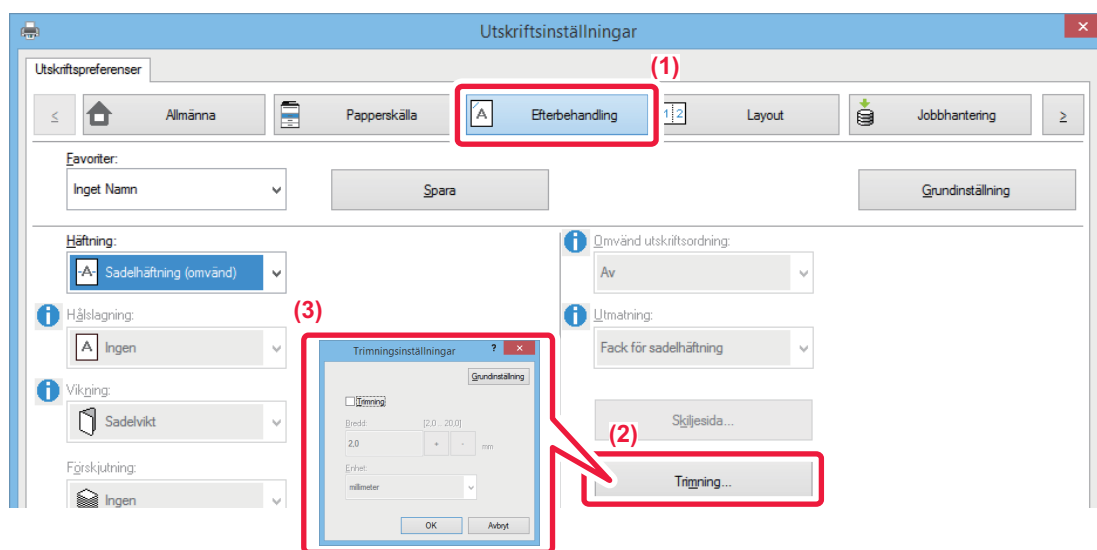 Utskriftsinställningar
Utskriftspreferenser
(1)
< Allmänna Papperskälla Efterbehandling 1 2 Layout Jobbhantering >
Favoriter:
Inget Namn Spara Grundinställning
Häftning: Omvänd utskriftsordning:
-A- Sadelhäftning (omvänd) Av
Hålslagning: (3) Utmatning:
A Ingen Fack för sadelhäftning
Trimningsinställningar ?
Grundinställning
Vikning: Trimning
Sadelvikt Bredd: [2,0...20,0] Skiljesida...
2,0 + - mm
(2)
Förskjutning: Enhet: Trimning...
Ingen millimeter
OK Avbryt